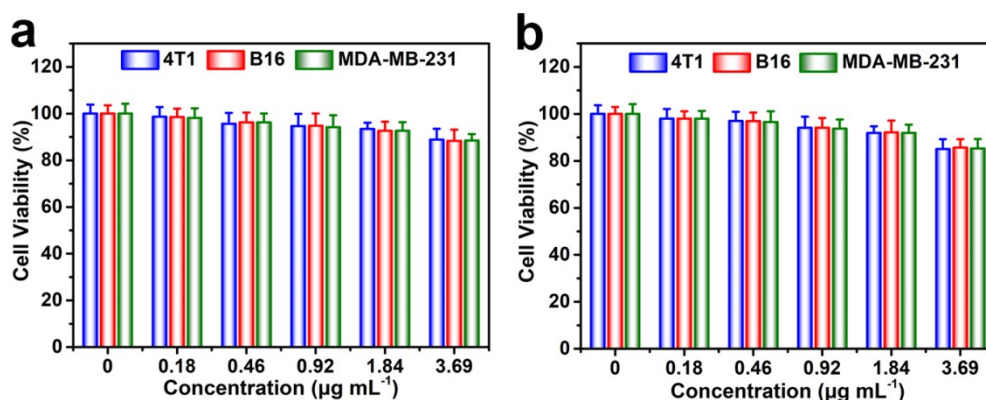 a
4T1 B16 MDA-MB-231
120
100
80
60
40
20
0
Cell Viability (%)
0 0.18 0.46 0.92 1.84 3.69
Concentration (µg mL⁻¹)
b
4T1 B16 MDA-MB-231
120
100
80
60
40
20
0
Cell Viability (%)
0 0.18 0.46 0.92 1.84 3.69
Concentration (µg mL⁻¹)